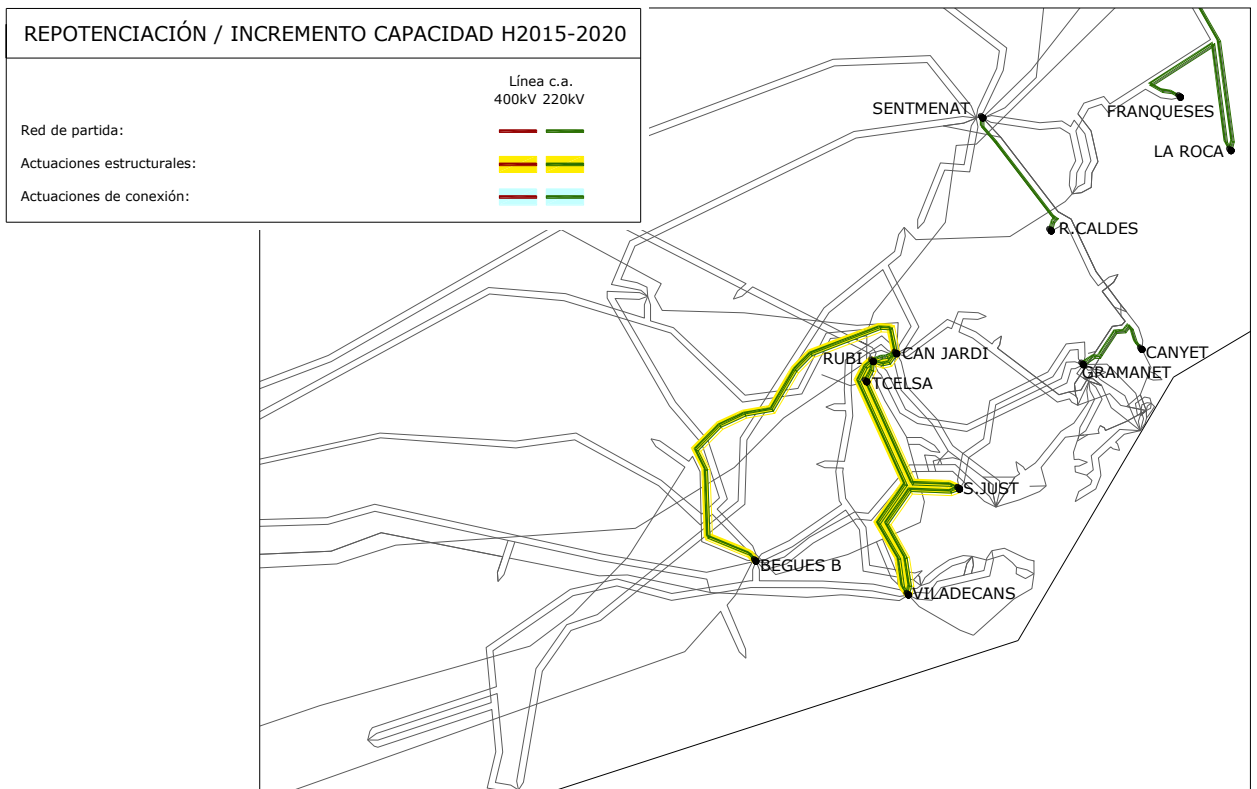 REPOTENCIACIÓN / INCREMENTO CAPACIDAD H2015-2020
Línea c.a.
400kV 220kV
Red de partida:
Actuaciones estructurales:
Actuaciones de conexión:
SENTMENAT
FRANQUESES
LA ROCA
R.CALDES
CAN JARDI
RUBI
TCELSA
CANYET
GRAMANET
S.JUST
BEGUES B
VILADECANS